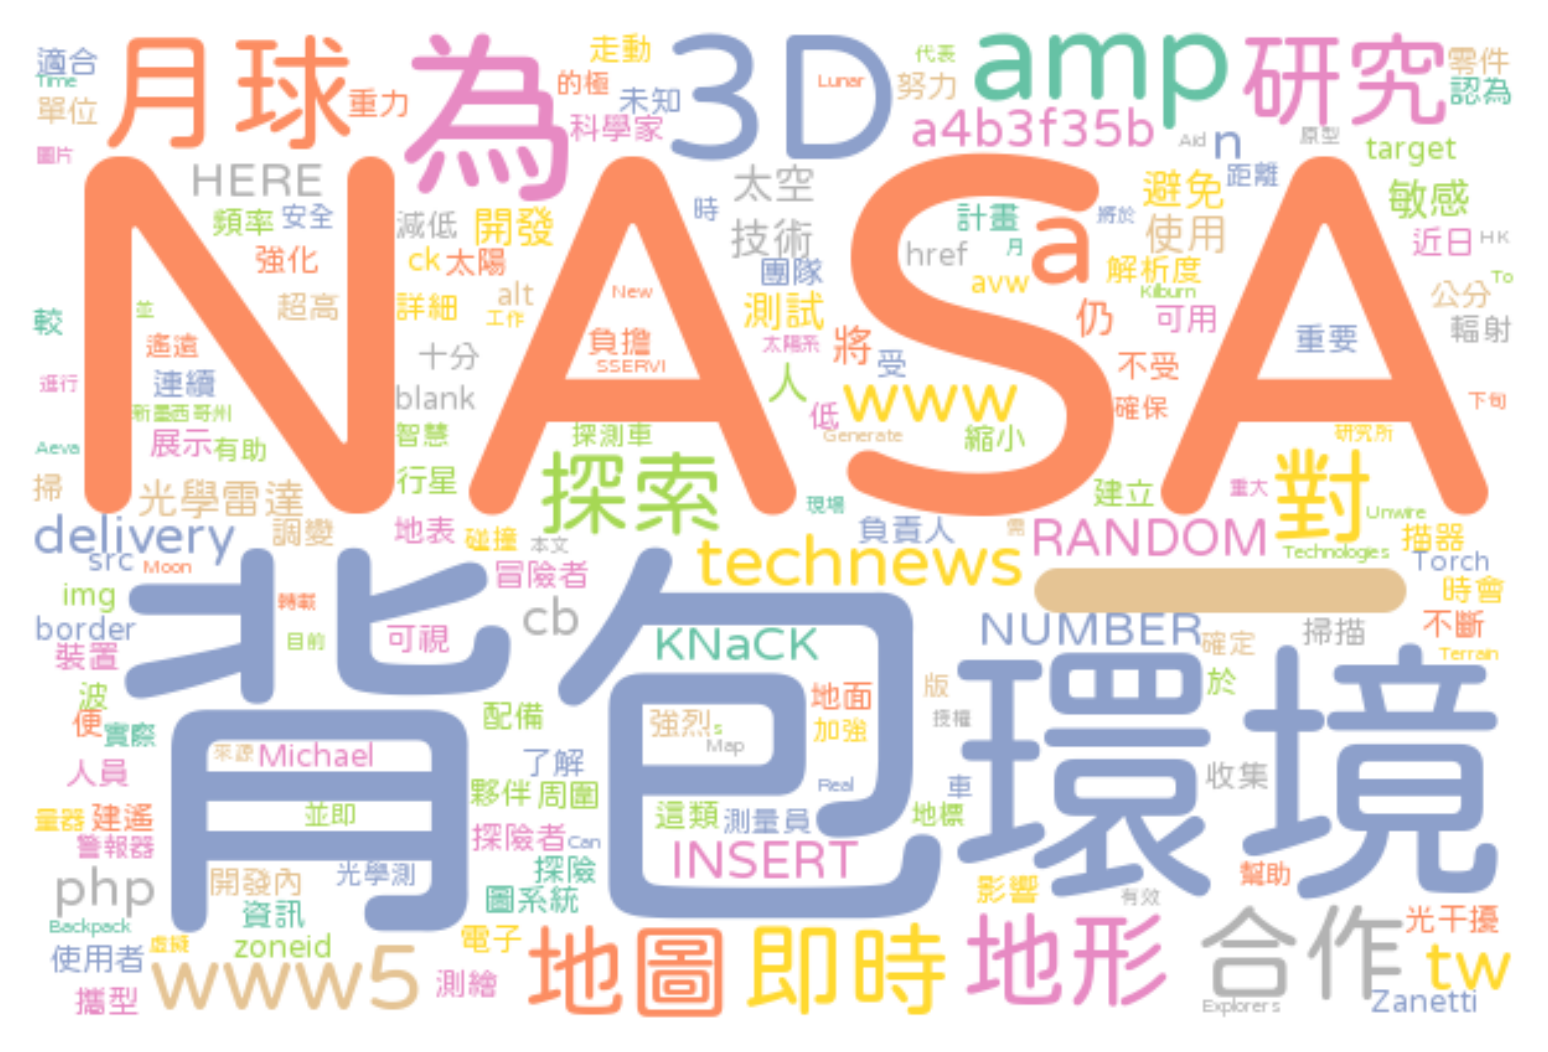 適合
Time
單位
圖片
月球
重力
為
走動
的極
未知
科學家
3D
Lunar
代表
努力
amp
a4b3f35b
研究
零件
認為
Aid
n
原型
距離
target
HERE
頻率
安全
減低
開發
強化
ck
太陽
超高
詳細
alt
工作
較
並
遙遠
連續
進行
新墨西哥州
展示
有助
Aeva
掃
光學雷達
NASA
十分
blank
智慧
行星
地表
碰撞
本文
New
負擔
SSERVI
探測車
探索
時
太空
技術
團隊
測試
太陽系
將
受
人
低
www
Generate
縮小
現場
計畫
將於
月
a
href
avw
避免
使用
解析度
Kilburn
仍
可用
不受
確保
敏感
近日
HK
To
公分
輻射
重要
下旬
研究所
建立
重大
對
Unwire
描器
Technologies
Torch
delivery
調變
src
Moon
img
border
裝置
轉載
目前
可視
冒險者
cb
technews
負責人
需
RANDOM
一
時會
不斷
Terrain
NUMBER
確定
掃描
KNaCK
背包
環境
波
便
實際
人員
來源
Michael
配備
了解
夥伴
周圍
強烈
s
Map
地面
加強
版
授權
於
Real
車
收集
量器
建遙
警報器
並即
探險者
Can
這類
測量員
地標
INSERT
php
開發內
光學測
探險
圖系統
資訊
影響
有效
幫助
Backpack
使用者
虛擬
zoneid
電子
www5
測繪
攜型
地圖
即時
地形
合作
光干擾
tw
Explorers
Zanetti